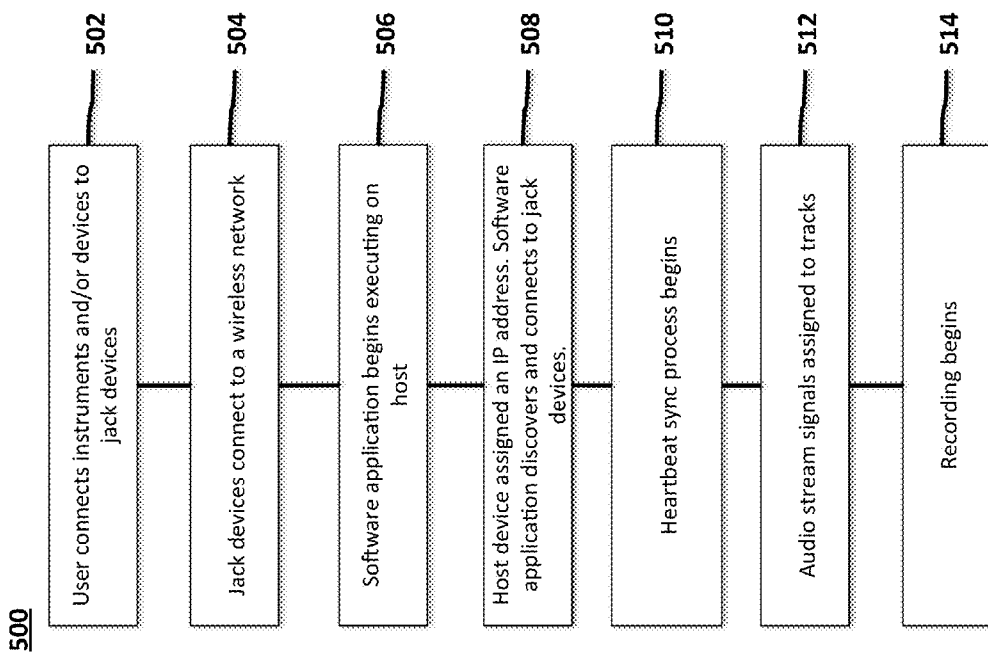 500
User connects instruments and/or devices to
jack devices
502
Jack devices connect to a wireless network
504
Software application begins executing on
host
506
Host device assigned an IP address. Software
application discovers and connects to jack
devices.
508
Heartbeat sync process begins
510
Audio stream signals assigned to tracks
512
Recording begins
514